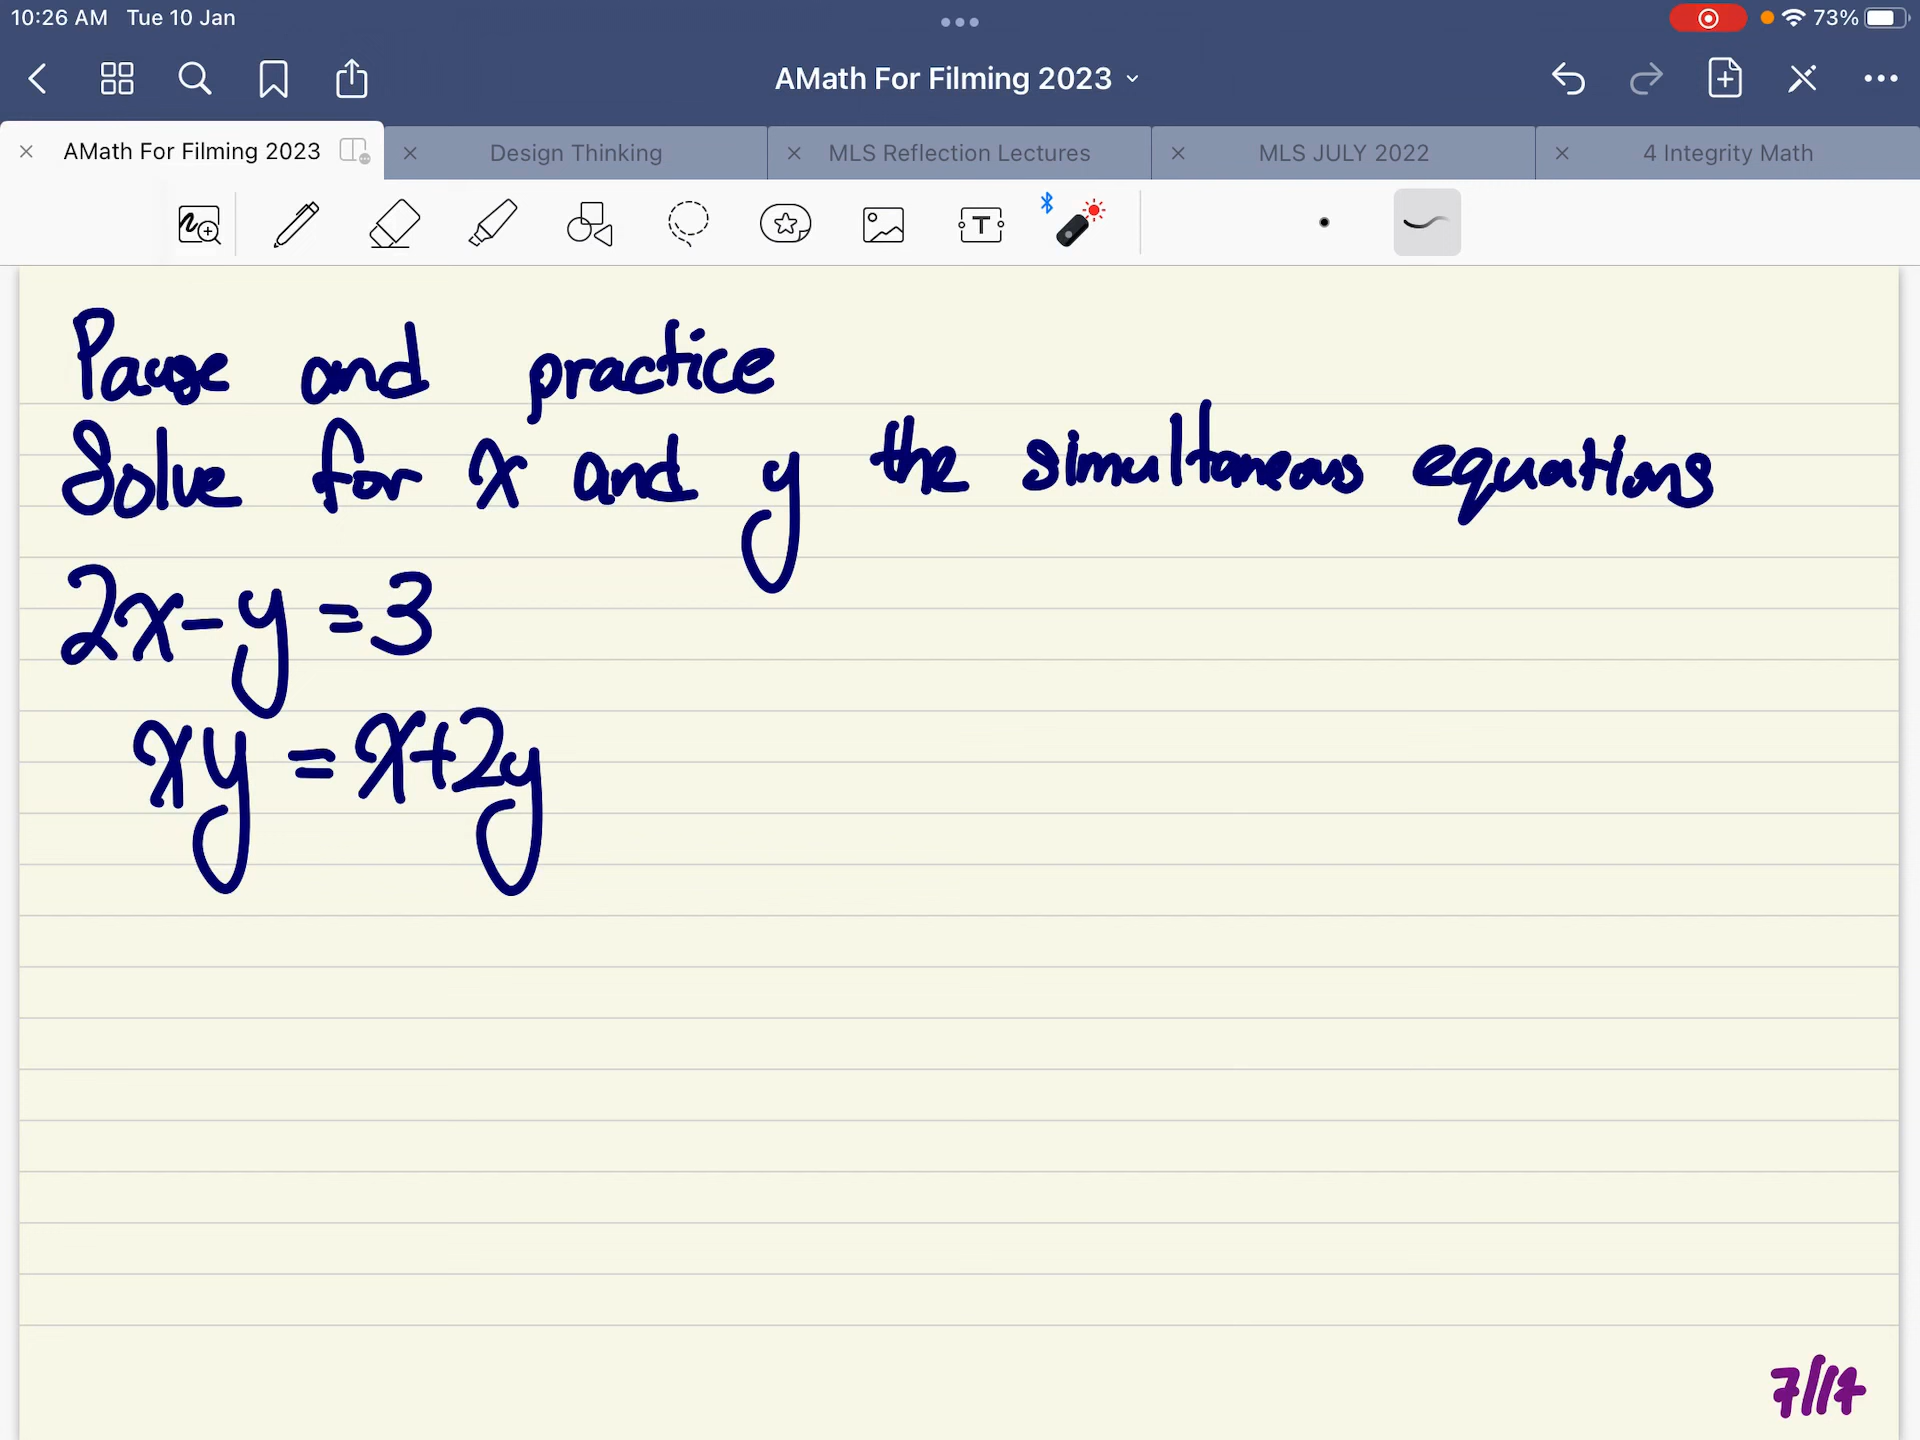 10:26 AM Tue 10 Jan
73%
AMath For Filming 2023
AMath For Filming 2023
Design Thinking
MLS Reflection Lectures
MLS JULY 2022
4 Integrity Math
T
Pause and practice
Solve for x and y the simultaneous equations
2x-y=3
xy=x+2y
7/17